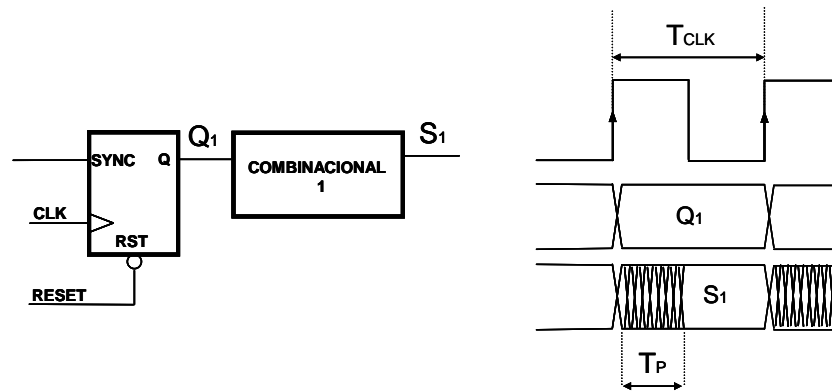 SYNC
Q
CLK
RST
RESET
Q1
COMBINACIONAL
1
S1
TCLK
Q1
S1
TP